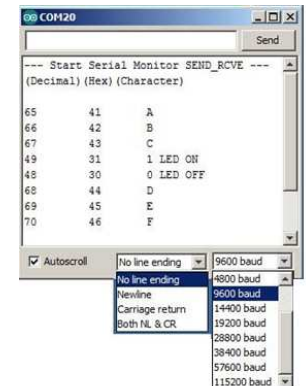 COM20
Send
--- Start Serial Monitor SEND_RCVE ---
(Decimal)(Hex)(Character)
65 41 A
66 42 B
67 43 C
49 31 1 LED ON
48 30 0 LED OFF
68 44 D
69 45 E
70 46 F
Autoscroll No line ending 9600 baud
No line ending
Newline
Carriage return
Both NL & CR
4800 baud
9600 baud
14400 baud
19200 baud
28800 baud
38400 baud
57600 baud
115200 baud